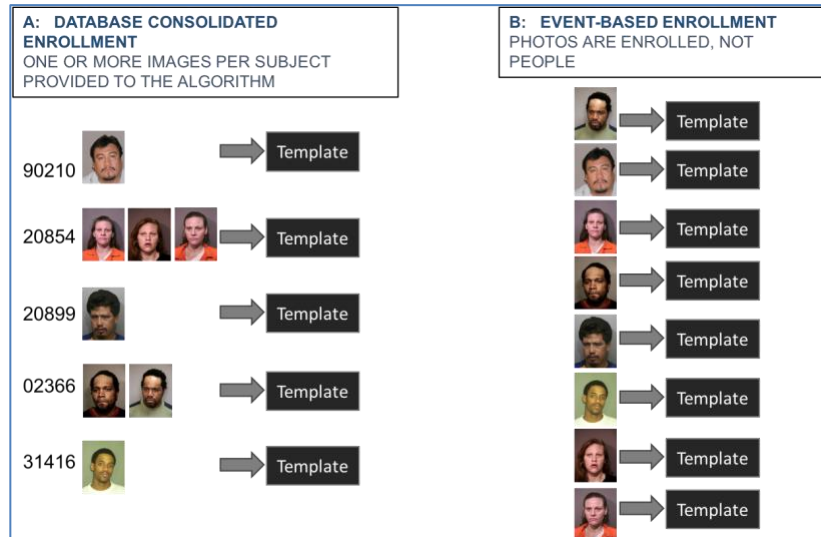 A: DATABASE CONSOLIDATED
ENROLLMENT
ONE OR MORE IMAGES PER SUBJECT
PROVIDED TO THE ALGORITHM
90210
Template
20854
Template
20899
Template
02366
Template
31416
Template
B: EVENT-BASED ENROLLMENT
PHOTOS ARE ENROLLED, NOT
PEOPLE
Template
Template
Template
Template
Template
Template
Template
Template